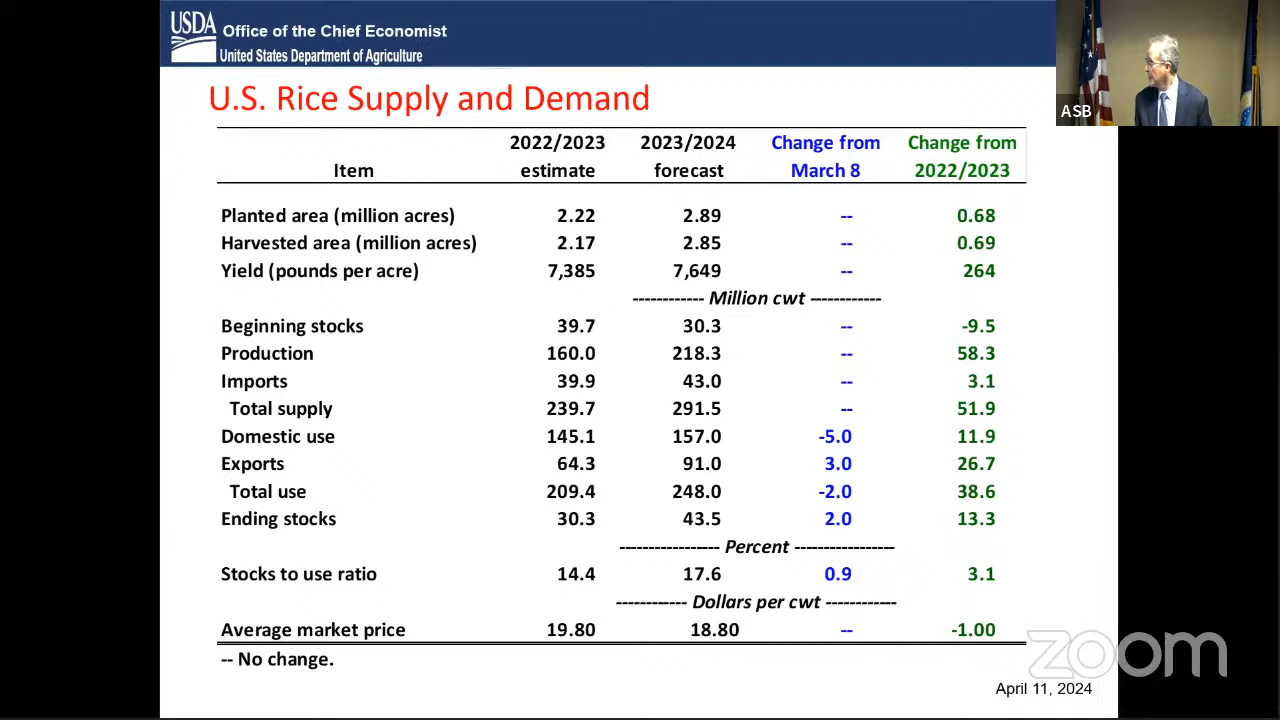 USDA Office of the Chief Economist
United States Department of Agriculture
ASB
U.S. Rice Supply and Demand
Item 2022/2023 estimate 2023/2024 forecast Change from March 8 Change from 2022/2023
Planted area (million acres) 2.22 2.89 -- 0.68
Harvested area (million acres) 2.17 2.85 -- 0.69
Yield (pounds per acre) 7,385 7,649 -- 264
------------ Million cwt ------------
Beginning stocks 39.7 30.3 -- -9.5
Production 160.0 218.3 -- 58.3
Imports 39.9 43.0 -- 3.1
Total supply 239.7 291.5 -- 51.9
Domestic use 145.1 157.0 -5.0 11.9
Exports 64.3 91.0 3.0 26.7
Total use 209.4 248.0 -2.0 38.6
Ending stocks 30.3 43.5 2.0 13.3
----------------- Percent -----------------
Stocks to use ratio 14.4 17.6 0.9 3.1
------------ Dollars per cwt ------------
Average market price 19.80 18.80 -- -1.00
-- No change.
zoom
April 11, 2024